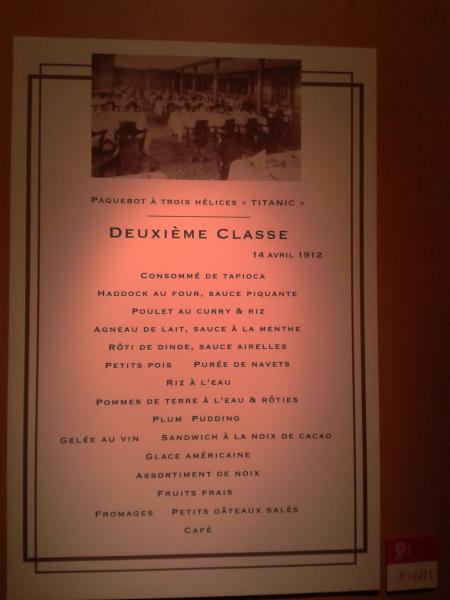 PAQUEBOT À TROIS HÉLICES « TITANIC »
DEUXIÈME CLASSE
14 AVRIL 1912
CONSOMMÉ DE TAPIOCA
HADDOCK AU FOUR, SAUCE PIQUANTE
POULET AU CURRY & RIZ
AGNEAU DE LAIT, SAUCE À LA MENTHE
RÔTI DE DINDE, SAUCE AIRELLES
PETITS POIS PURÉE DE NAVETS
RIZ À L'EAU
POMMES DE TERRE À L'EAU & RÔTIES
PLUM PUDDING
GELÉE AU VIN SANDWICH À LA NOIX DE CACAO
GLACE AMÉRICAINE
ASSORTIMENT DE NOIX
FRUITS FRAIS
FROMAGES PETITS GÂTEAUX SALÉS
CAFÉ